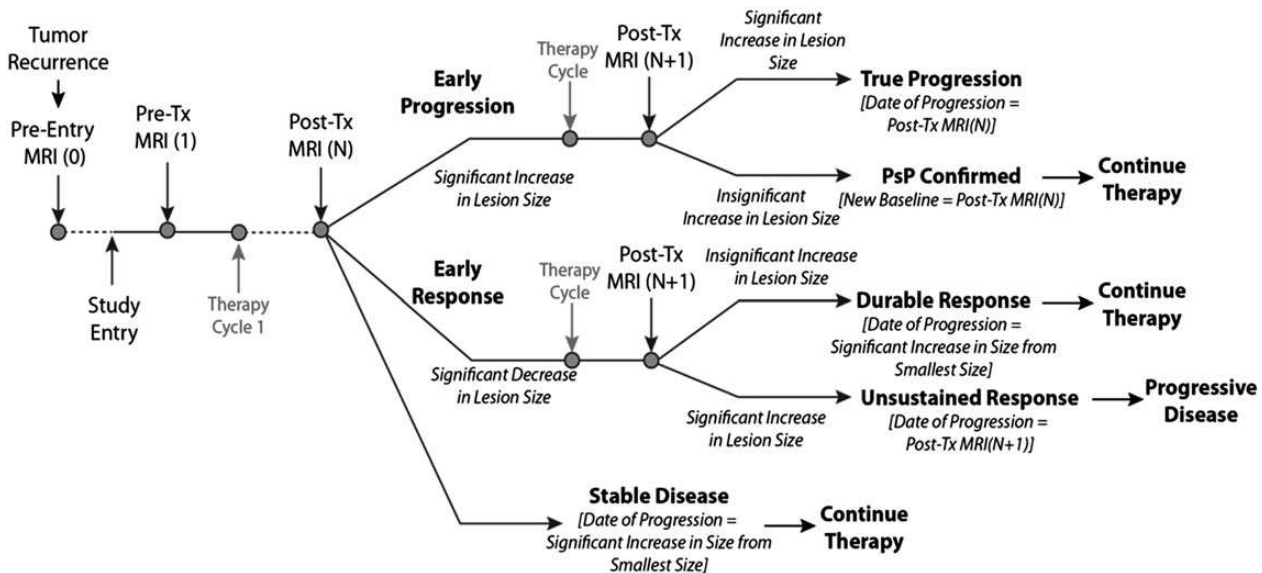 Tumor
Recurrence
Pre-Entry
MRI (0)
Study
Entry
Pre-Tx
MRI (1)
Therapy
Cycle 1
Post-Tx
MRI (N)
Early
Progression
Significant Increase
in Lesion Size
Therapy
Cycle
Post-Tx
MRI (N+1)
Significant
Increase in Lesion
Size
True Progression
[Date of Progression =
Post-Tx MRI(N)]
Insignificant
Increase in Lesion Size
PsP Confirmed
[New Baseline = Post-Tx MRI(N)]
Continue
Therapy
Early
Response
Significant Decrease
in Lesion Size
Therapy
Cycle
Post-Tx
MRI (N+1)
Insignificant Increase
in Lesion Size
Durable Response
[Date of Progression =
Significant Increase in Size from
Smallest Size]
Continue
Therapy
Significant Increase
in Lesion Size
Unsustained Response
[Date of Progression =
Post-Tx MRI(N+1)]
Progressive
Disease
Stable Disease
[Date of Progression =
Significant Increase in Size from
Smallest Size]
Continue
Therapy